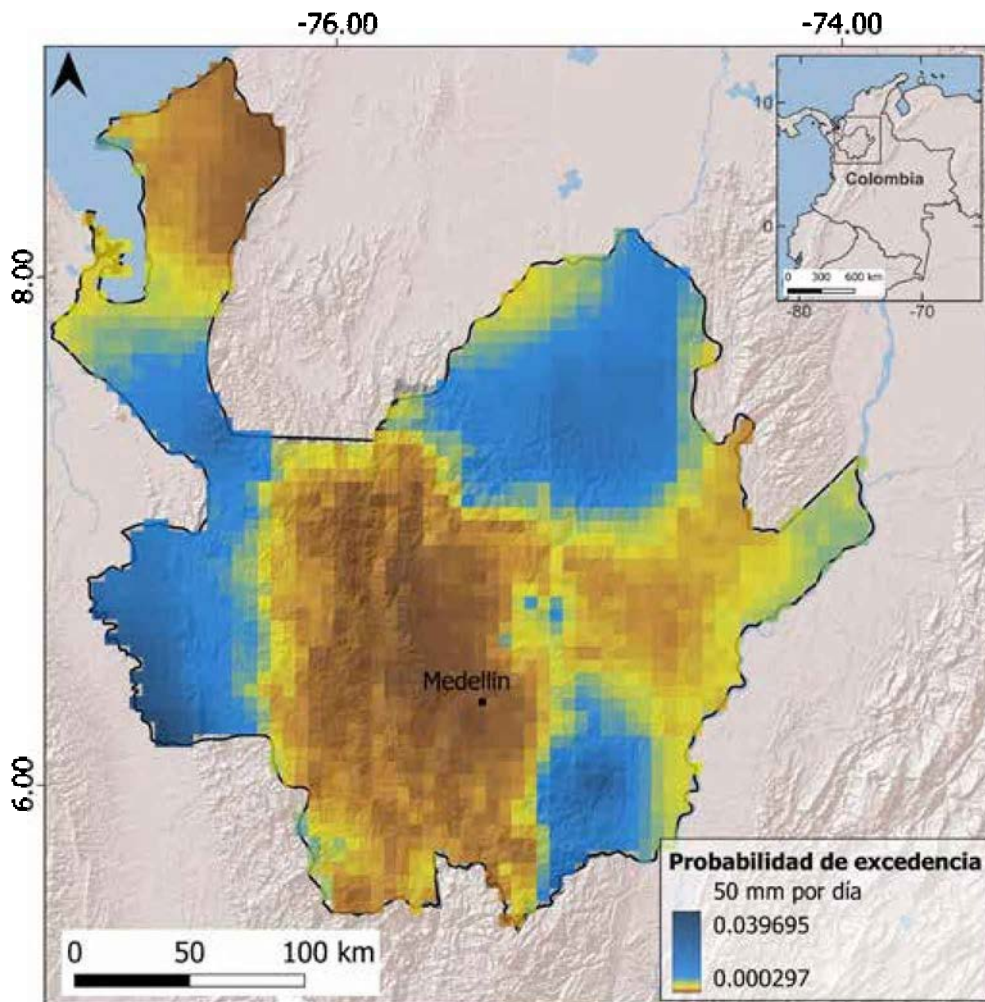 -76.00
-74.00
10
0
Colombia
0 300 600 km
-80
-70
8.00
Medellín
6.00
Probabilidad de excedencia
50 mm por día
0.039695
0.000297
0 50 100 km